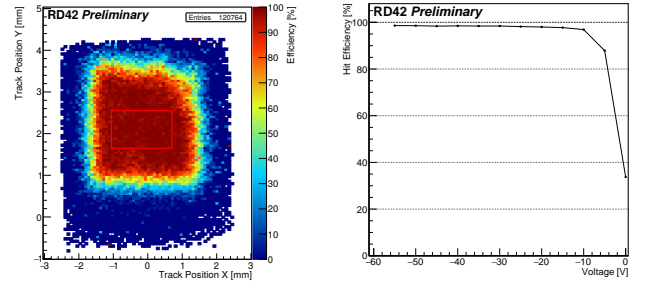 RD42 Preliminary
Entries 120764
Track Position Y [mm]
5
4
3
2
1
0
−1
−3 −2 −1 0 1 2 3
Track Position X [mm]
100
90
80
70
60
50
40
30
20
10
0
Efficiency [%]
RD42 Preliminary
Hit Efficiency [%]
100
80
60
40
20
0
−60 −50 −40 −30 −20 −10 0
Voltage [V]